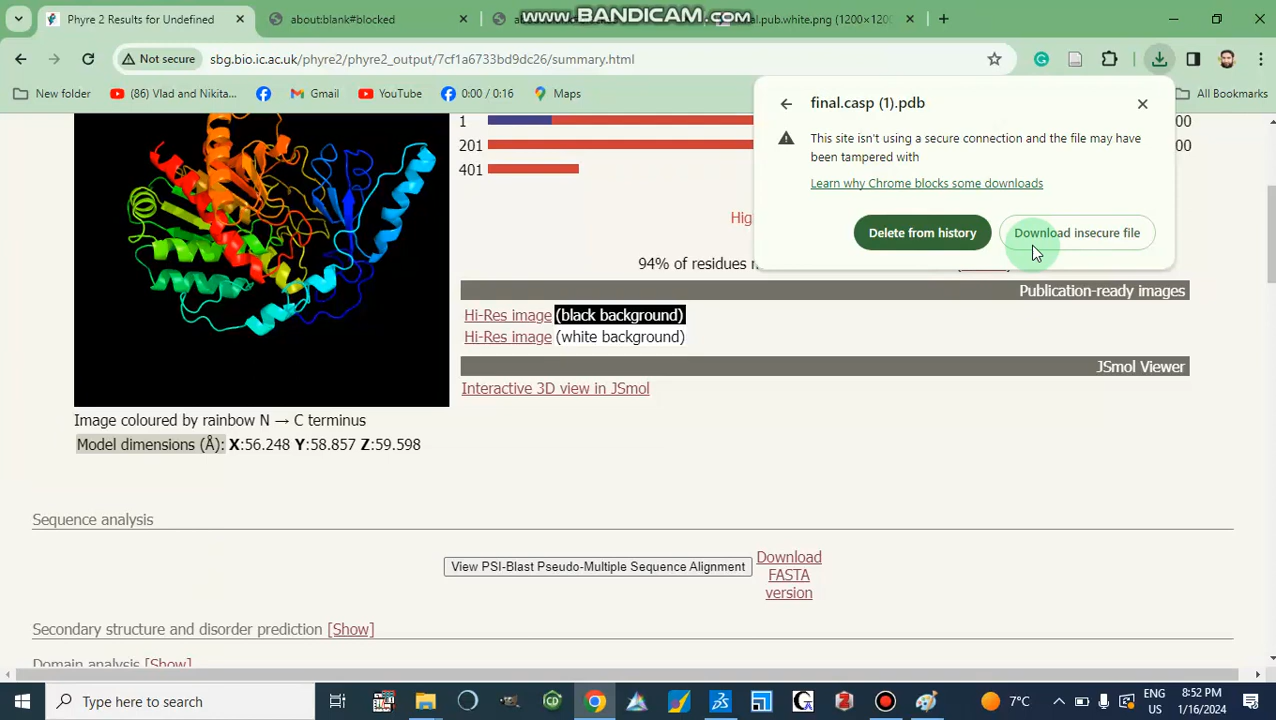 Phyre 2 Results for Undefined
about:blank#blocked
www.BANDICAM.com
al.pub.white.png (1200×120
Not secure
sbg.bio.ic.ac.uk/phyre2/phyre2_output/7cf1a6733bd9dc26/summary.html
New folder
(86) Vlad and Nikita...
Gmail
YouTube
0:00 / 0:16
Maps
All Bookmarks
final.casp (1).pdb
This site isn't using a secure connection and the file may have
been tampered with
Learn why Chrome blocks some downloads
Delete from history
Download insecure file
1
00
201
00
401
Hig
94% of residues m
Publication-ready images
Hi-Res image (black background)
Hi-Res image (white background)
JSmol Viewer
Interactive 3D view in JSmol
Image coloured by rainbow N → C terminus
Model dimensions (Å): X:56.248 Y:58.857 Z:59.598
Sequence analysis
View PSI-Blast Pseudo-Multiple Sequence Alignment
Download
FASTA
version
Secondary structure and disorder prediction [Show]
Domain analysis [Show]
Type here to search
7°C
ENG
US
8:52 PM
1/16/2024